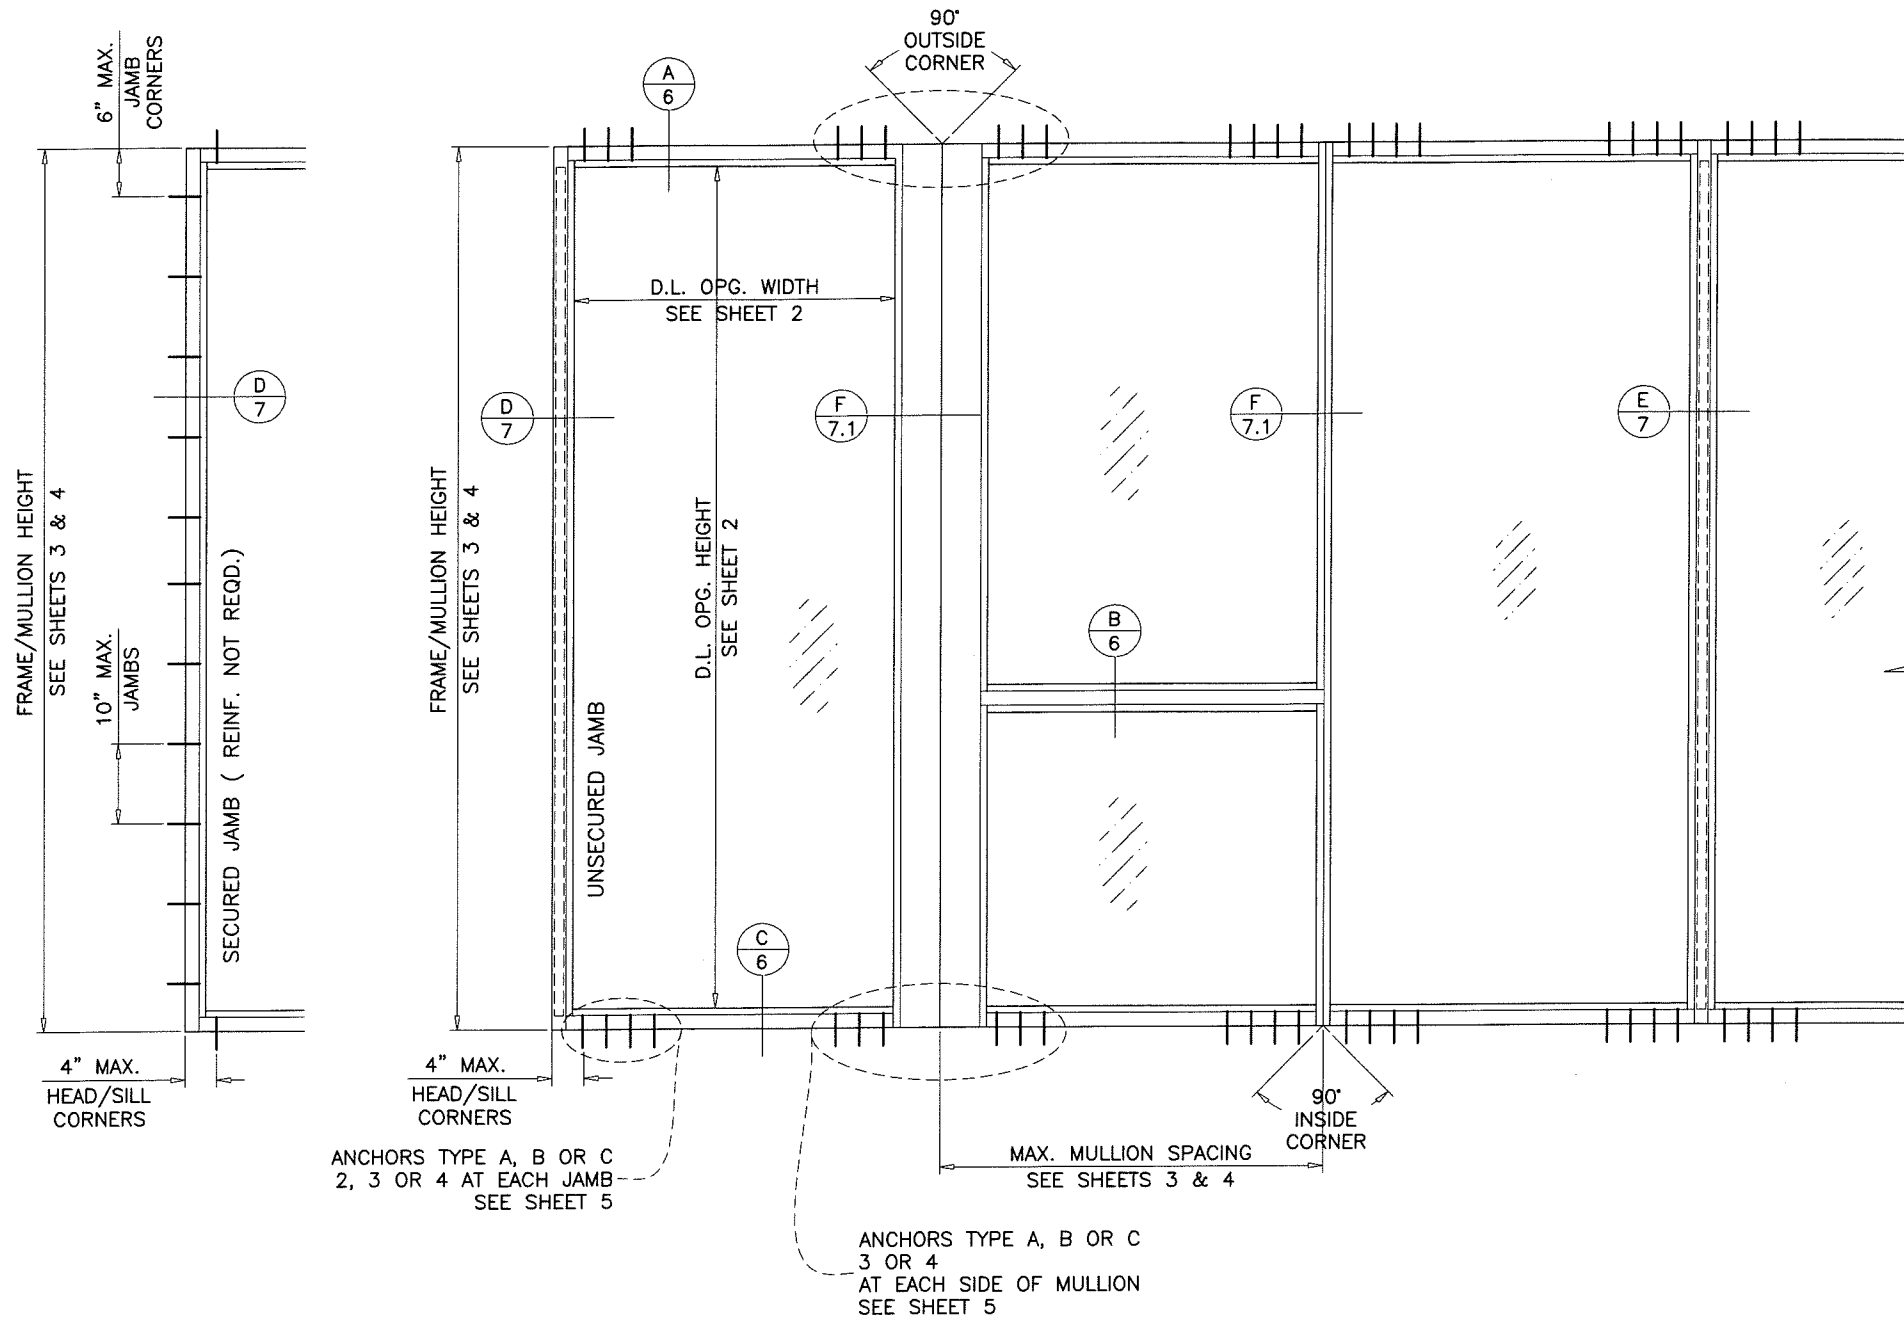 90°
OUTSIDE
CORNER
6" MAX.
JAMB
CORNERS
A
6
D.L. OPG. WIDTH
SEE SHEET 2
D
7
D
7
F
7.1
F
7.1
E
7
FRAME/MULLION HEIGHT
SEE SHEETS 3 & 4
10" MAX.
JAMBS
SECURED JAMB ( REINF. NOT REQD.)
FRAME/MULLION HEIGHT
SEE SHEETS 3 & 4
UNSECURED JAMB
D.L. OPG. HEIGHT
SEE SHEET 2
B
6
C
6
4" MAX.
HEAD/SILL
CORNERS
4" MAX.
HEAD/SILL
CORNERS
90°
INSIDE
CORNER
ANCHORS TYPE A, B OR C
2, 3 OR 4 AT EACH JAMB
SEE SHEET 5
MAX. MULLION SPACING
SEE SHEETS 3 & 4
ANCHORS TYPE A, B OR C
3 OR 4
AT EACH SIDE OF MULLION
SEE SHEET 5